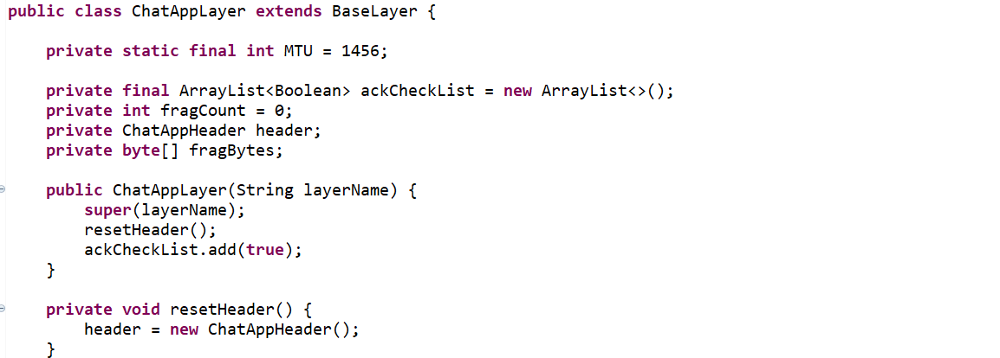 public class ChatAppLayer extends BaseLayer {
private static final int MTU = 1456;
private final ArrayList<Boolean> ackCheckList = new ArrayList<>();
private int fragCount = 0;
private ChatAppHeader header;
private byte[] fragBytes;
public ChatAppLayer(String layerName) {
super(layerName);
resetHeader();
ackCheckList.add(true);
}
private void resetHeader() {
header = new ChatAppHeader();
}